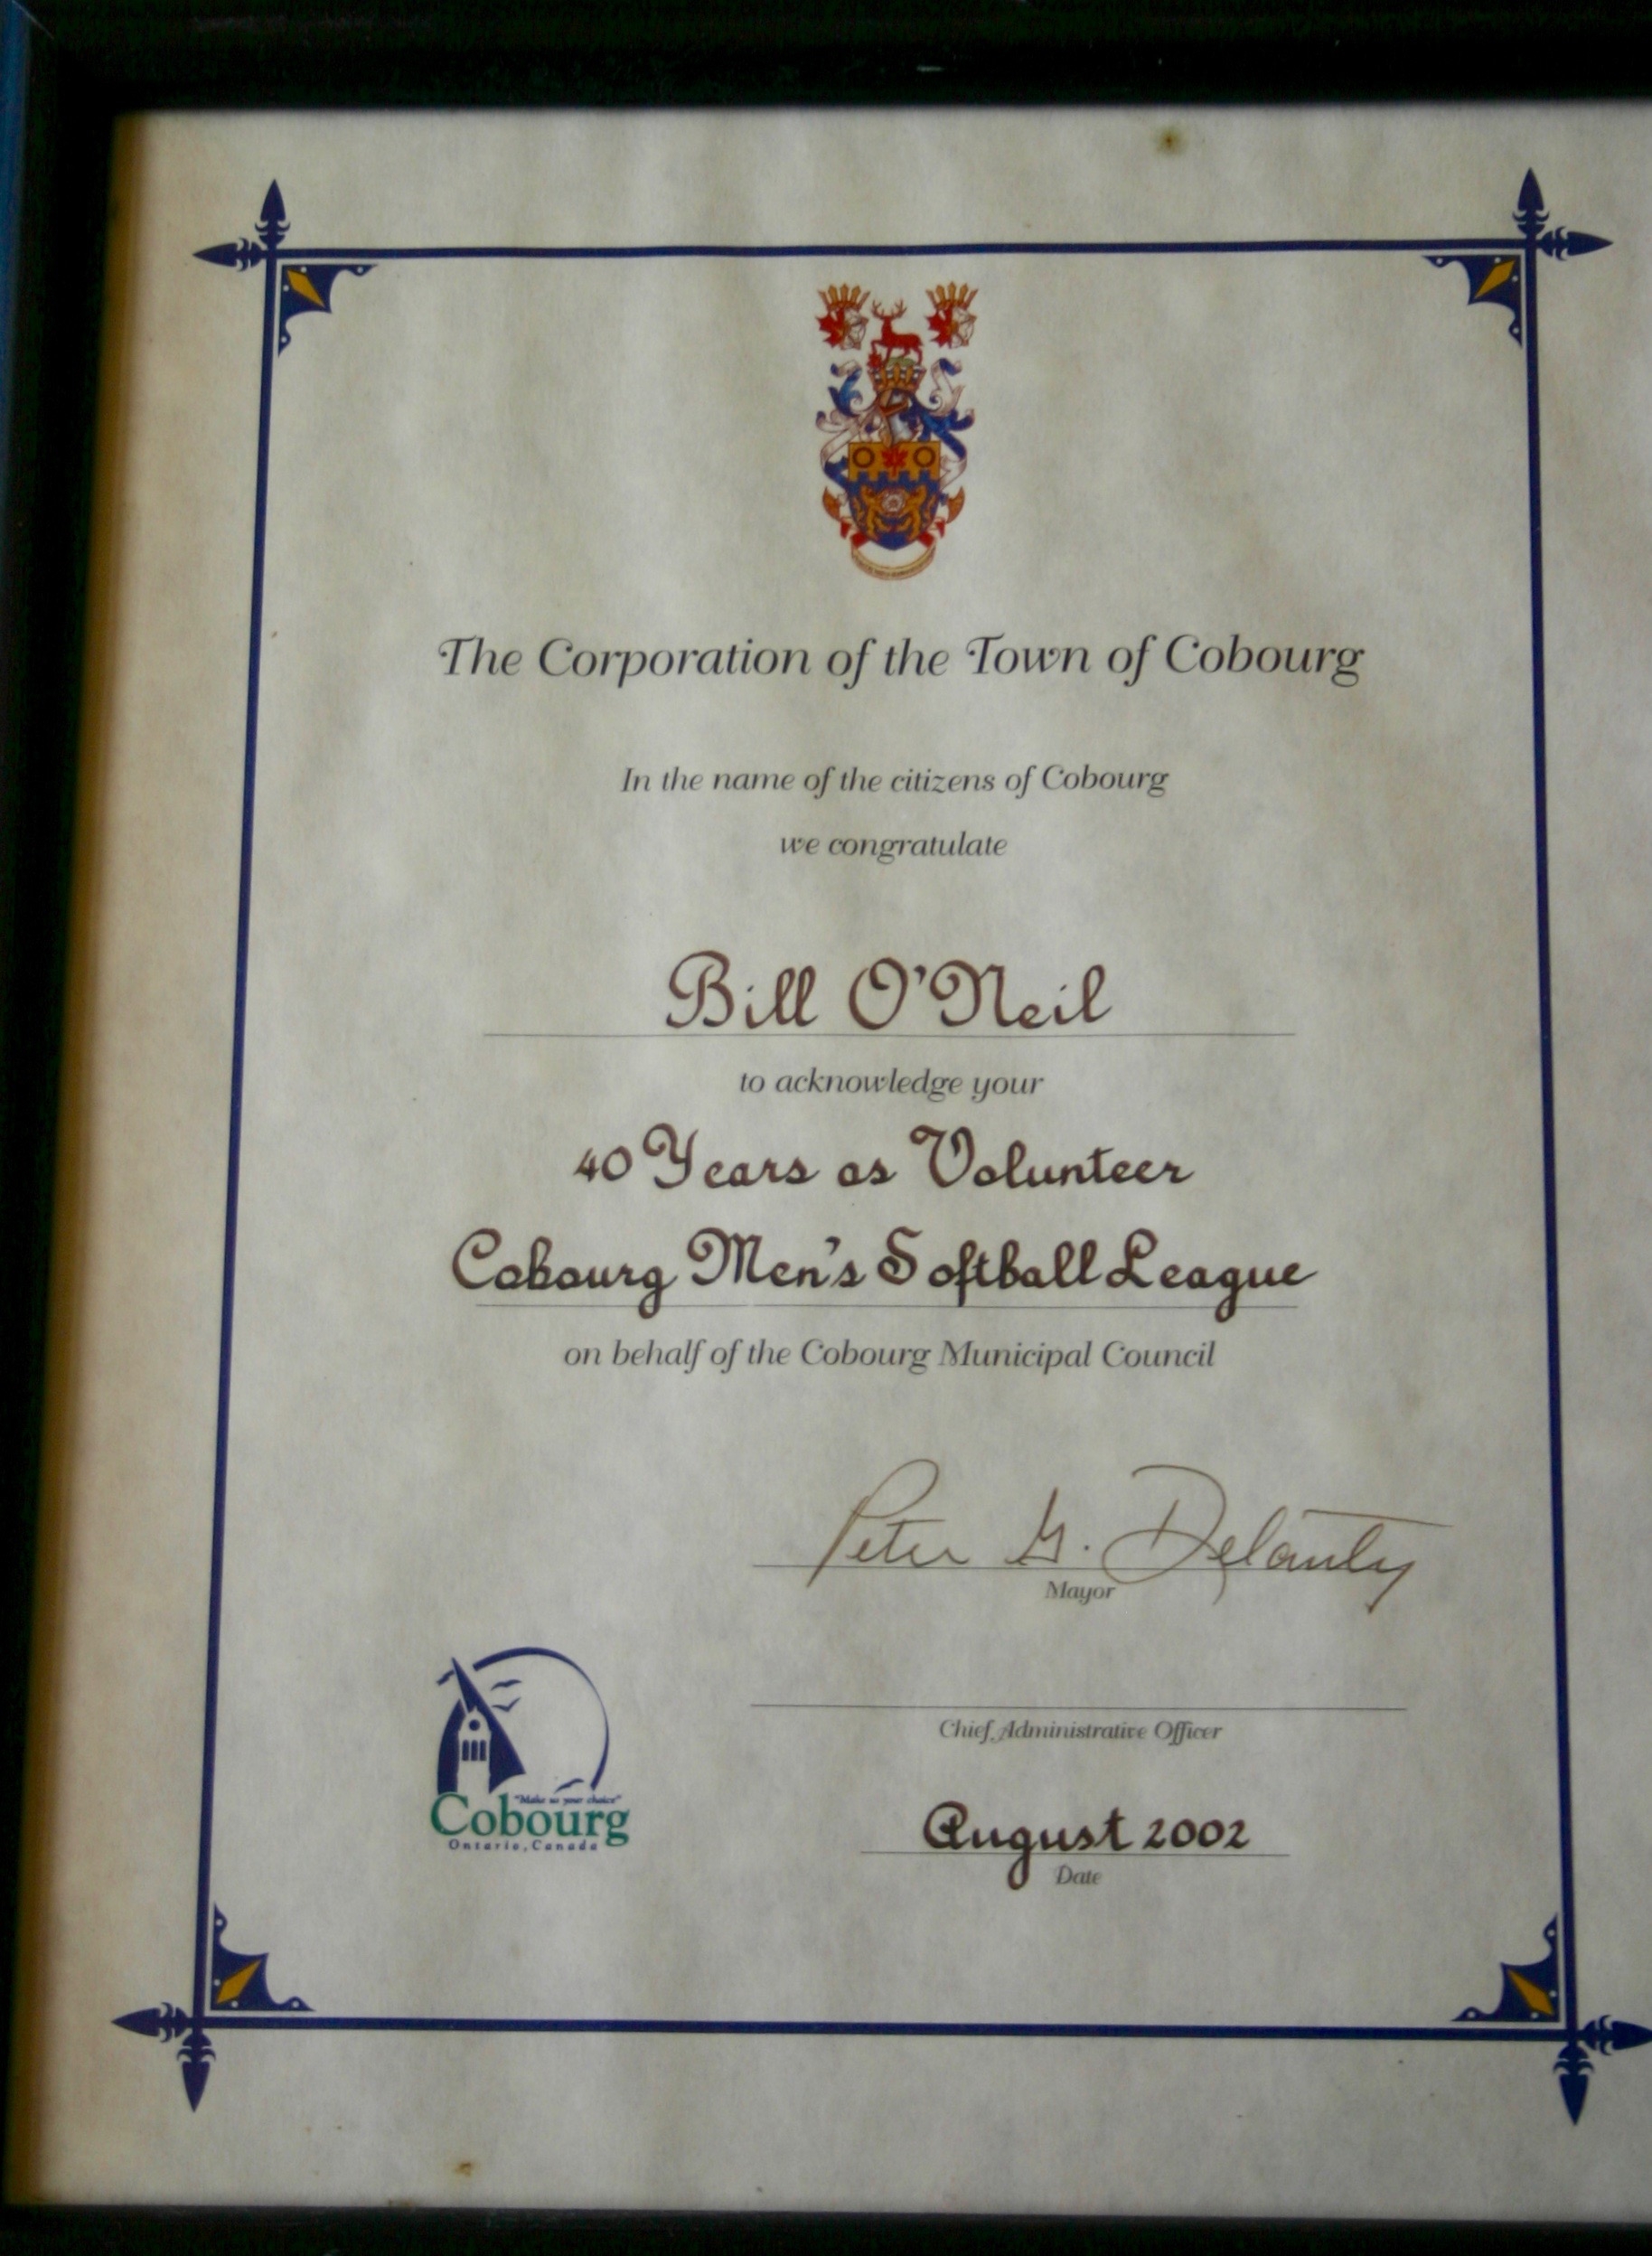 The Corporation of the Town of Cobourg
In the name of the citizens of Cobourg
we congratulate
Bill O'Neil
to acknowledge your
40 Years as Volunteer
Cobourg Men's Softball League
on behalf of the Cobourg Municipal Council
Peter G. Delanty
Mayor
Chief Administrative Officer
"Make us your choice"
Cobourg
Ontario, Canada
August 2002
Date